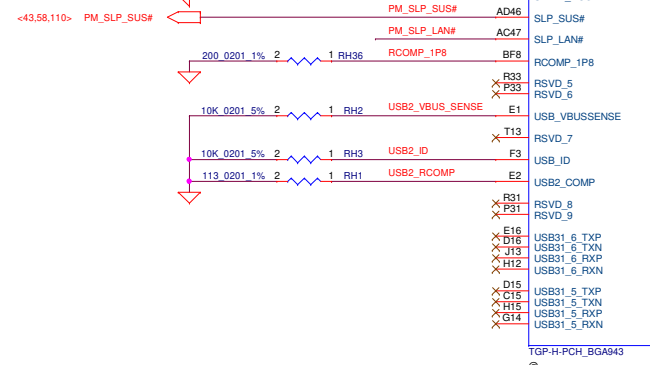 PM_SLP_SUS# AD46
<43,58,110> PM_SLP_SUS# SLP_SUS#
PM_SLP_LAN# AC47
SLP_LAN#
200_0201_1% 2 1 RH36 RCOMP_1P8 BF8
RCOMP_1P8
R33
RSVD_5
P33
RSVD_6
10K_0201_5% 2 1 RH2 USB2_VBUS_SENSE E1
USB_VBUSSENSE
T13
RSVD_7
10K_0201_5% 2 1 RH3 USB2_ID F3
USB_ID
113_0201_1% 2 1 RH1 USB2_RCOMP E2
USB2_COMP
R31
RSVD_8
P31
RSVD_9
E16
USB31_6_TXP
D16
USB31_6_TXN
J13
USB31_6_RXP
H12
USB31_6_RXN
D15
USB31_5_TXP
C15
USB31_5_TXN
H15
USB31_5_RXP
G14
USB31_5_RXN
TGP-H-PCH_BGA943